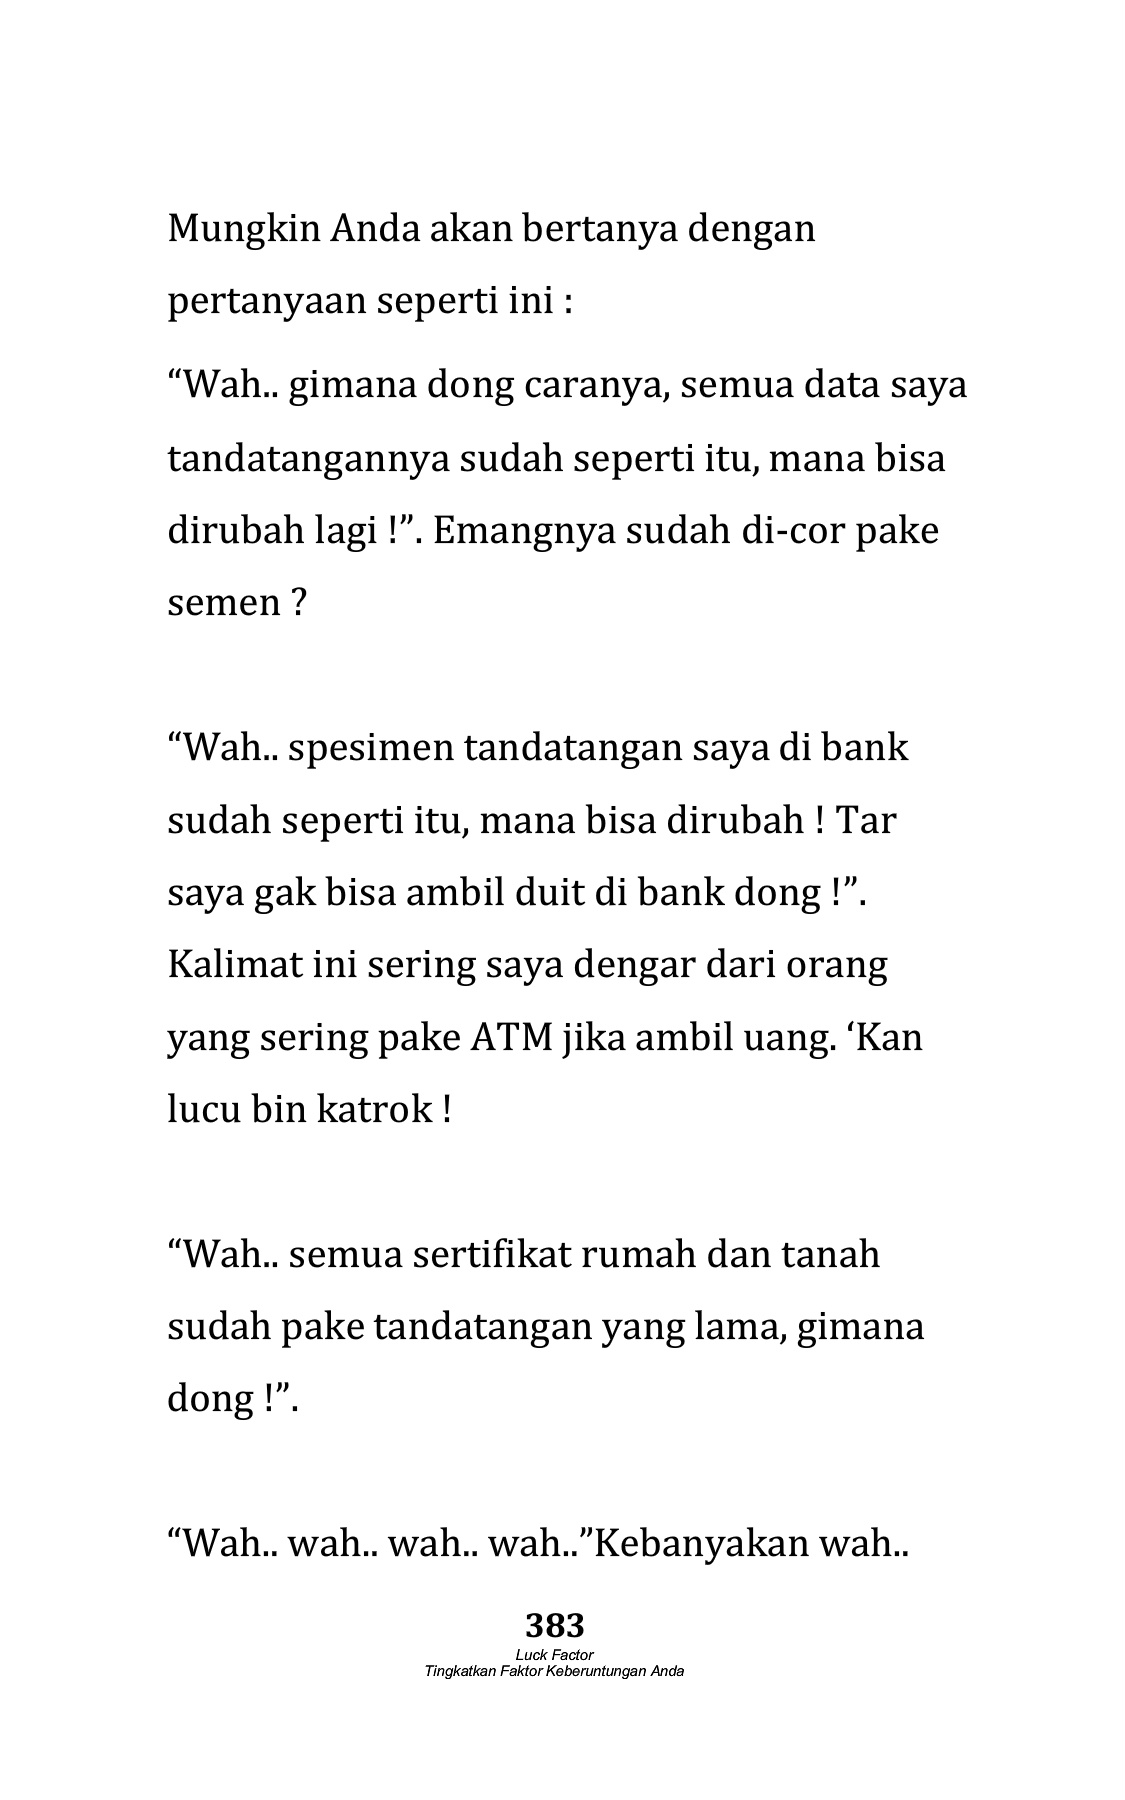 Mungkin Anda akan bertanya dengan
pertanyaan seperti ini :
“Wah.. gimana dong caranya, semua data saya
tandatangannya sudah seperti itu, mana bisa
dirubah lagi !”. Emangnya sudah di-cor pake
semen ?
“Wah.. spesimen tandatangan saya di bank
sudah seperti itu, mana bisa dirubah ! Tar
saya gak bisa ambil duit di bank dong !”.
Kalimat ini sering saya dengar dari orang
yang sering pake ATM jika ambil uang. ‘Kan
lucu bin katrok !
“Wah.. semua sertifikat rumah dan tanah
sudah pake tandatangan yang lama, gimana
dong !”.
“Wah.. wah.. wah.. wah..”Kebanyakan wah..
383
Luck Factor
Tingkatkan Faktor Keberuntungan Anda